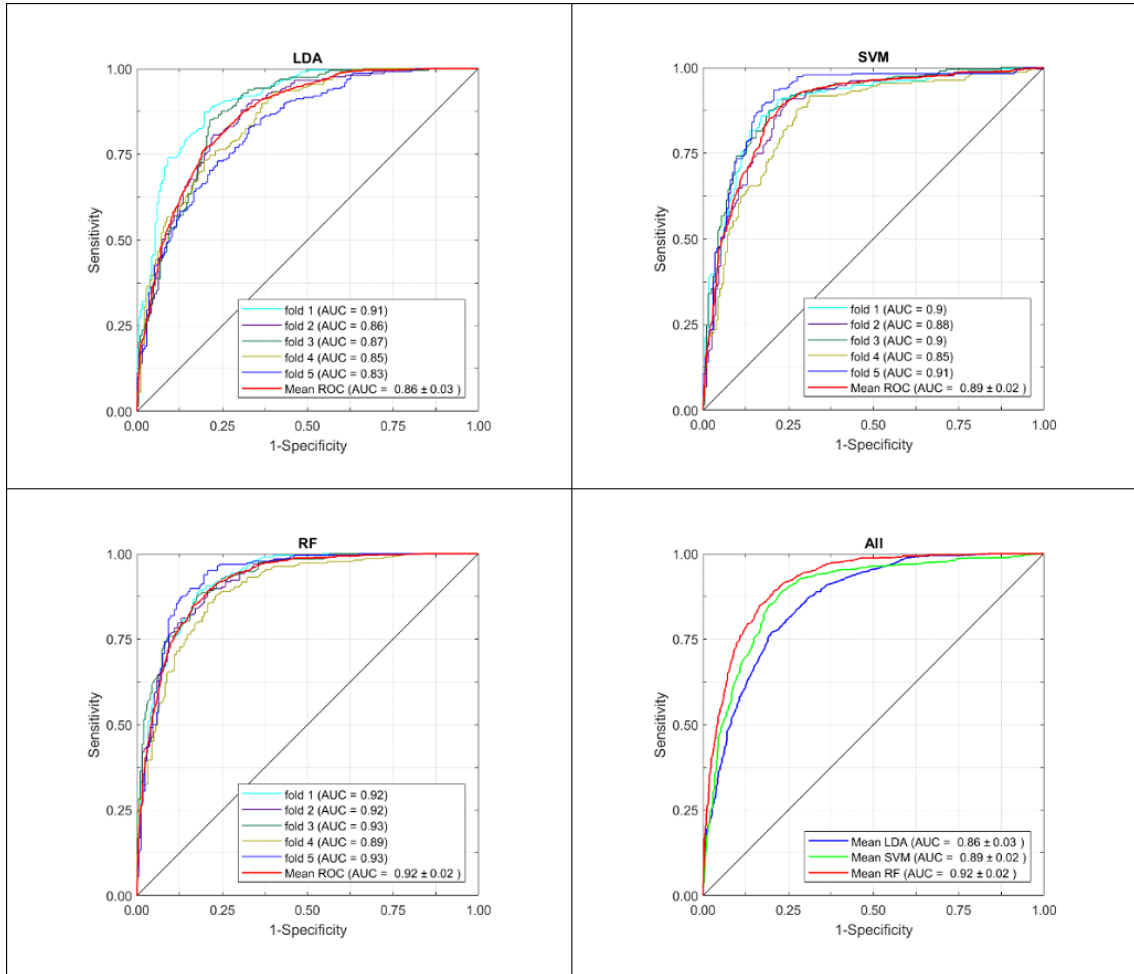 LDA
1.00
0.75
0.50
0.25
0.00
Sensitivity
fold 1 (AUC = 0.91)
fold 2 (AUC = 0.86)
fold 3 (AUC = 0.87)
fold 4 (AUC = 0.85)
fold 5 (AUC = 0.83)
Mean ROC (AUC = 0.86 ± 0.03 )
0.00 0.25 0.50 0.75 1.00
1-Specificity
SVM
1.00
0.75
0.50
0.25
0.00
Sensitivity
fold 1 (AUC = 0.9)
fold 2 (AUC = 0.88)
fold 3 (AUC = 0.9)
fold 4 (AUC = 0.85)
fold 5 (AUC = 0.91)
Mean ROC (AUC = 0.89 ± 0.02 )
0.00 0.25 0.50 0.75 1.00
1-Specificity
RF
1.00
0.75
0.50
0.25
0.00
Sensitivity
fold 1 (AUC = 0.92)
fold 2 (AUC = 0.92)
fold 3 (AUC = 0.93)
fold 4 (AUC = 0.89)
fold 5 (AUC = 0.93)
Mean ROC (AUC = 0.92 ± 0.02 )
0.00 0.25 0.50 0.75 1.00
1-Specificity
All
1.00
0.75
0.50
0.25
0.00
Sensitivity
Mean LDA (AUC = 0.86 ± 0.03 )
Mean SVM (AUC = 0.89 ± 0.02 )
Mean RF (AUC = 0.92 ± 0.02 )
0.00 0.25 0.50 0.75 1.00
1-Specificity